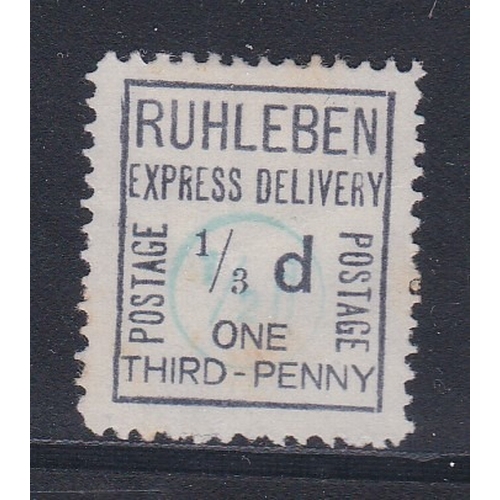 RUHLEBEN
EXPRESS DELIVERY
POSTAGE
1/3 d
POSTAGE
ONE
THIRD-PENNY